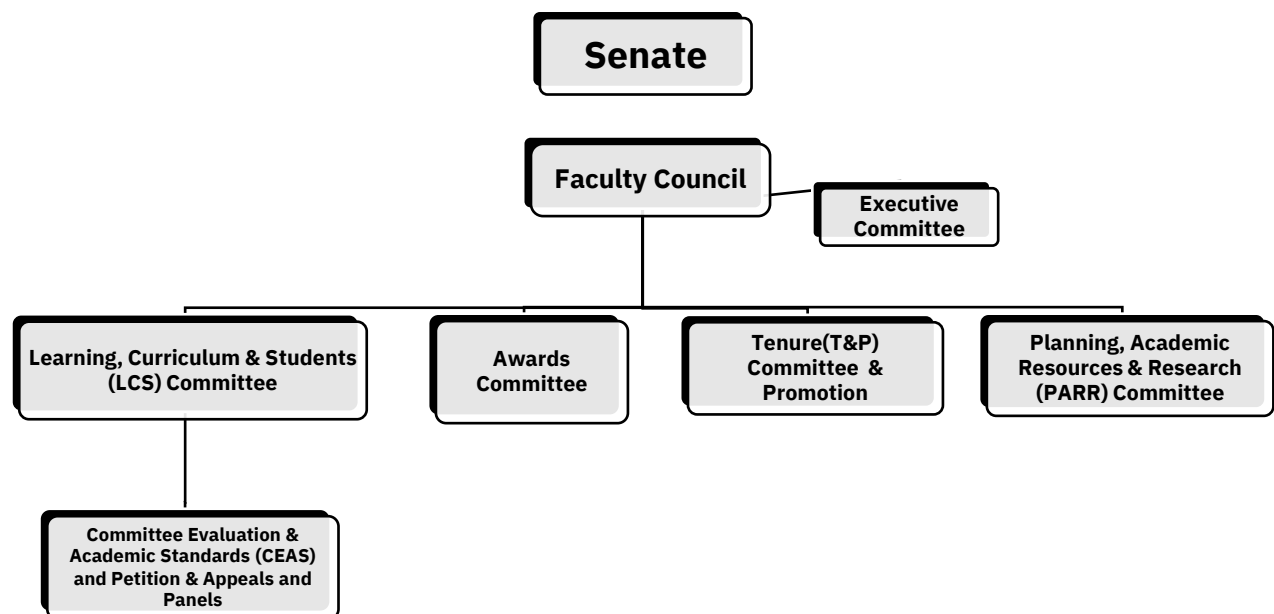 Senate
Faculty Council
Executive
Committee
Learning, Curriculum & Students
(LCS) Committee
Awards
Committee
Tenure(T&P)
Committee &
Promotion
Planning, Academic
Resources & Research
(PARR) Committee
Committee Evaluation &
Academic Standards (CEAS)
and Petition & Appeals and
Panels